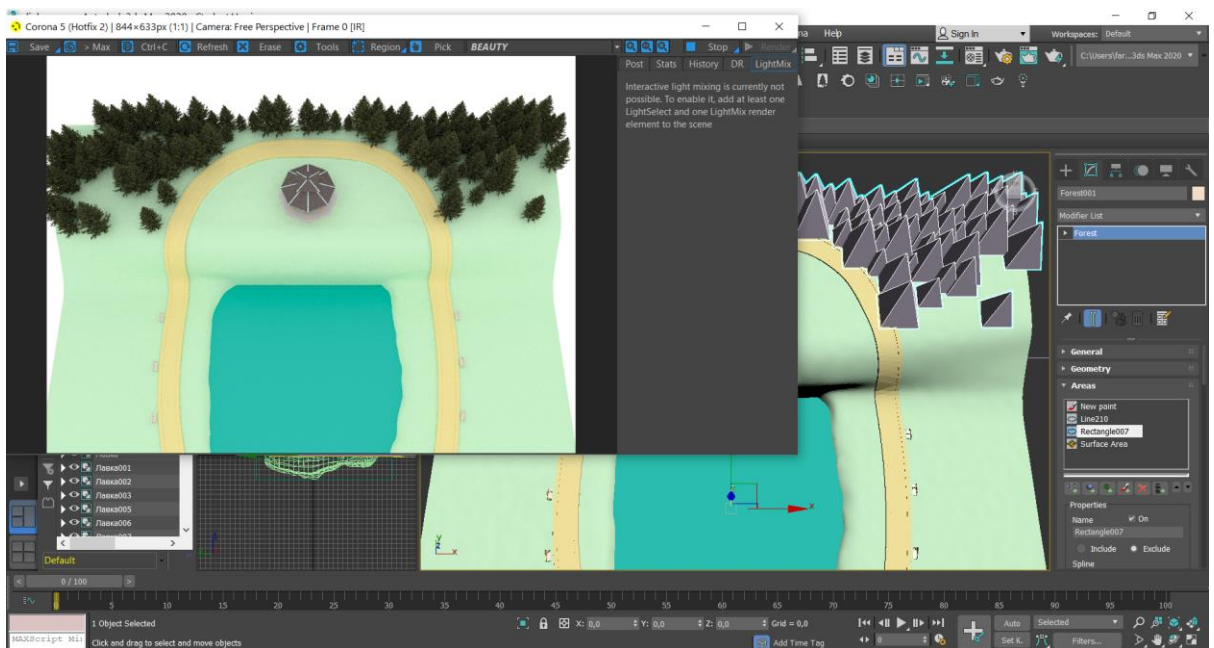 Corona 5 (Hotfix 2) | 844×633px (1:1) | Camera: Free Perspective | Frame 0 [IR]
Save > Max Ctrl+C Refresh Erase Tools Region Pick BEAUTY Stop Render
Post Stats History DR LightMix
Interactive light mixing is currently not
possible. To enable it, add at least one
LightSelect and one LightMix render
element to the scene
Help Sign In Workspaces: Default
C:\Users\far...3ds Max 2020
Forest001
Modifier List
Forest
General
Geometry
Areas
New paint
Line210
Rectangle007
Surface Area
Properties
Name On
Rectangle007
Include Exclude
Spline
Лавка001
Лавка002
Лавка003
Лавка005
Лавка006
Default
y
z x
x
0 / 100
5 10 15 20 25 30 35 40 45 50 55 60 65 70 75 80 85 90 95 100
1 Object Selected X: 0,0 Y: 0,0 Z: 0,0 Grid = 0,0 Auto Selected
MAXScript Mi Click and drag to select and move objects Add Time Tag 0 Set K. Filters...